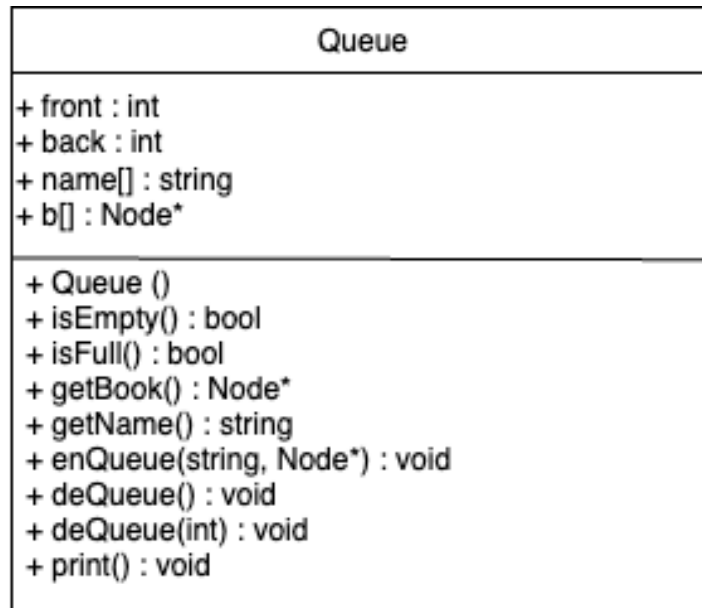 Queue
+ front : int
+ back : int
+ name[] : string
+ b[] : Node*
+ Queue ()
+ isEmpty() : bool
+ isFull() : bool
+ getBook() : Node*
+ getName() : string
+ enQueue(string, Node*) : void
+ deQueue() : void
+ deQueue(int) : void
+ print() : void